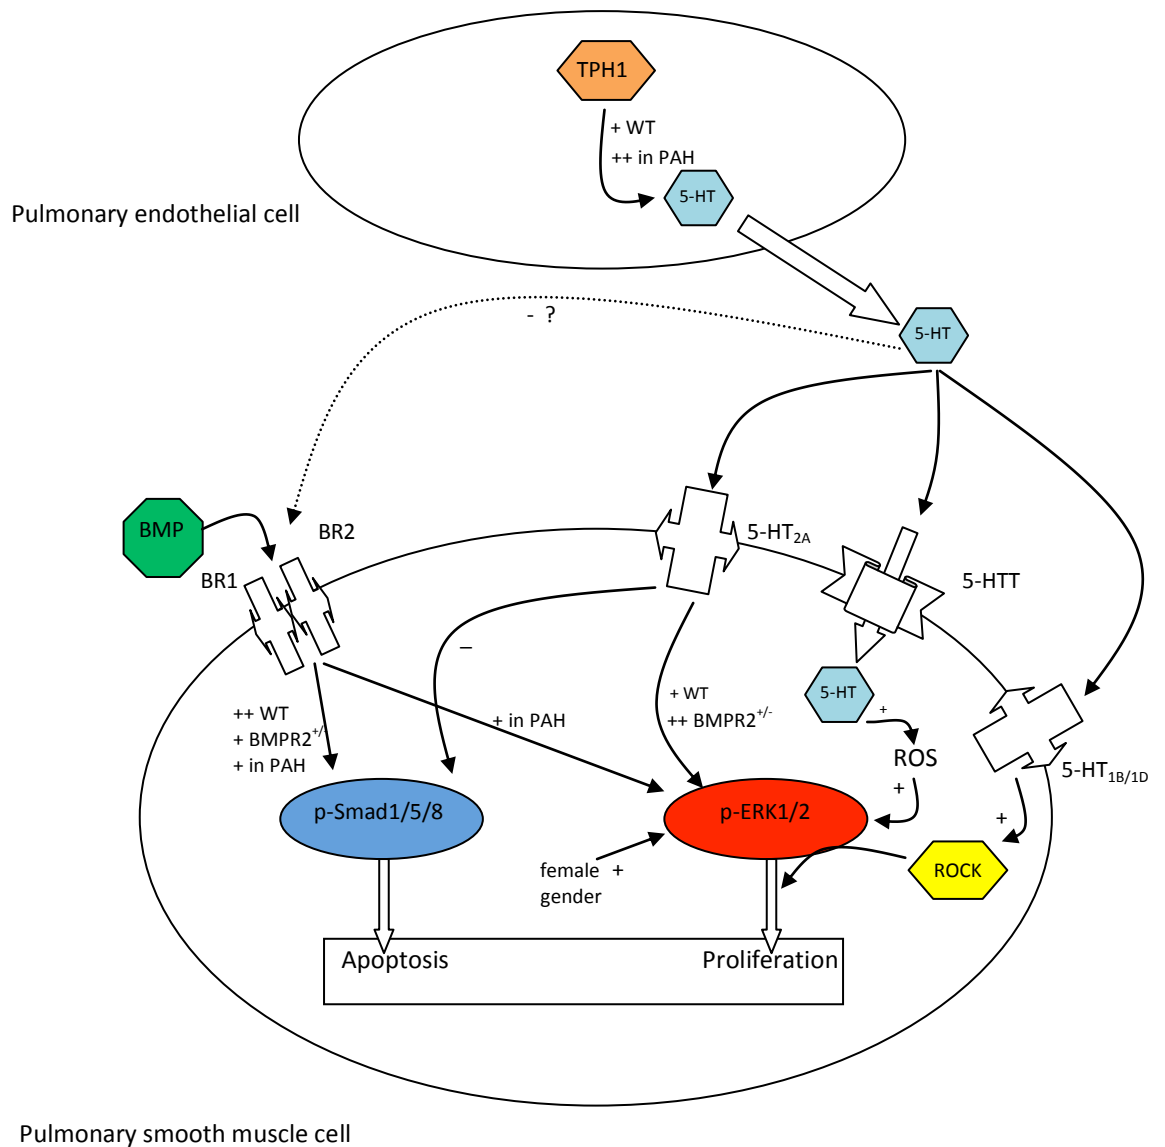 TPH1
+ WT
++ in PAH
5-HT
Pulmonary endothelial cell
- ?
5-HT
BMP
BR2
BR1
5-HT2A
5-HTT
–
++ WT
+ BMPR2+/-
+ in PAH
+ in PAH
+ WT
++ BMPR2+/-
5-HT
+
ROS
+
5-HT1B/1D
+
p-Smad1/5/8
p-ERK1/2
female +
gender
ROCK
Apoptosis
Proliferation
Pulmonary smooth muscle cell